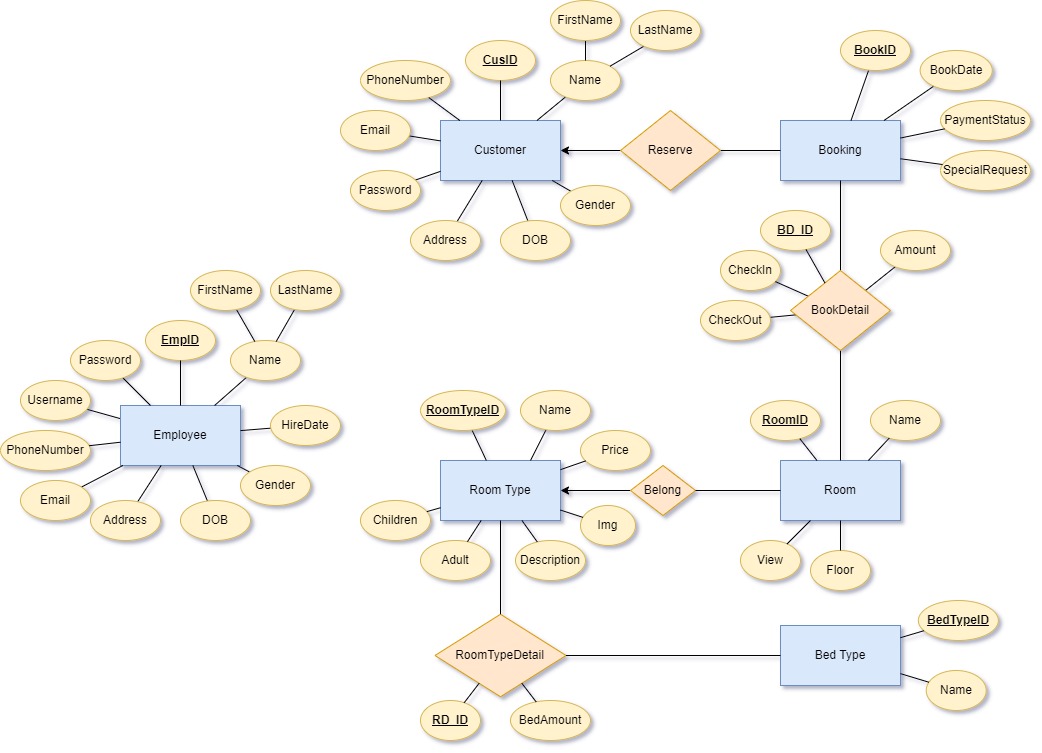 FirstName
LastName
CusID
Name
PhoneNumber
Email
Customer
Password
Address
DOB
Gender
Reserve
BookID
BookDate
PaymentStatus
SpecialRequest
Booking
BD_ID
CheckIn
CheckOut
Amount
BookDetail
FirstName
LastName
EmpID
Name
Password
Username
PhoneNumber
Employee
HireDate
Email
Address
DOB
Gender
RoomTypeID
Name
Price
Room Type
Children
Adult
Description
Img
Belong
RoomID
Name
Room
View
Floor
RoomTypeDetail
RD_ID
BedAmount
Bed Type
BedTypeID
Name